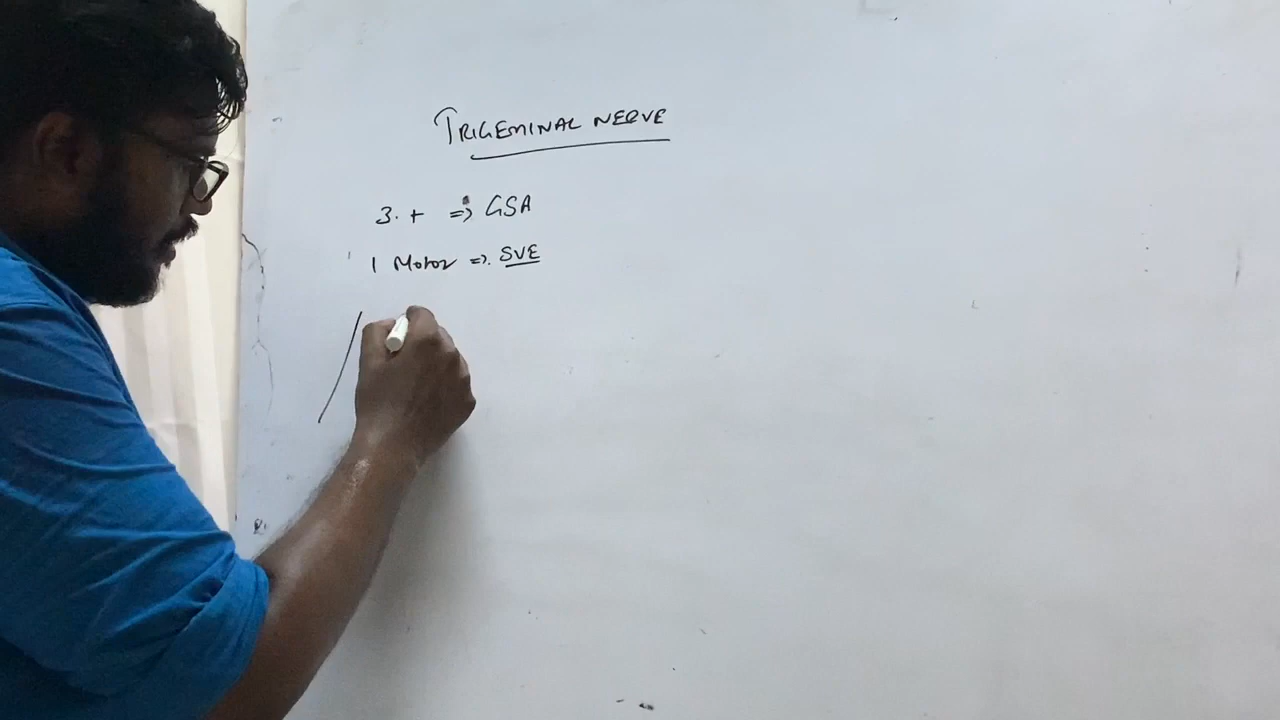 TRIGEMINAL NERVE
3. + => GSA
1 Motor =>. SVE